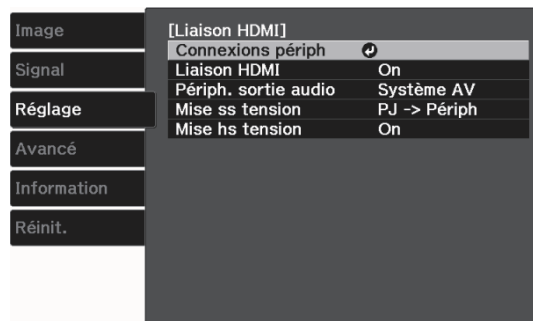 Image
Signal
Réglage
Avancé
Information
Réinit.
[Liaison HDMI]
Connexions périph
Liaison HDMI On
Périph. sortie audio Système AV
Mise ss tension PJ -> Périph
Mise hs tension On